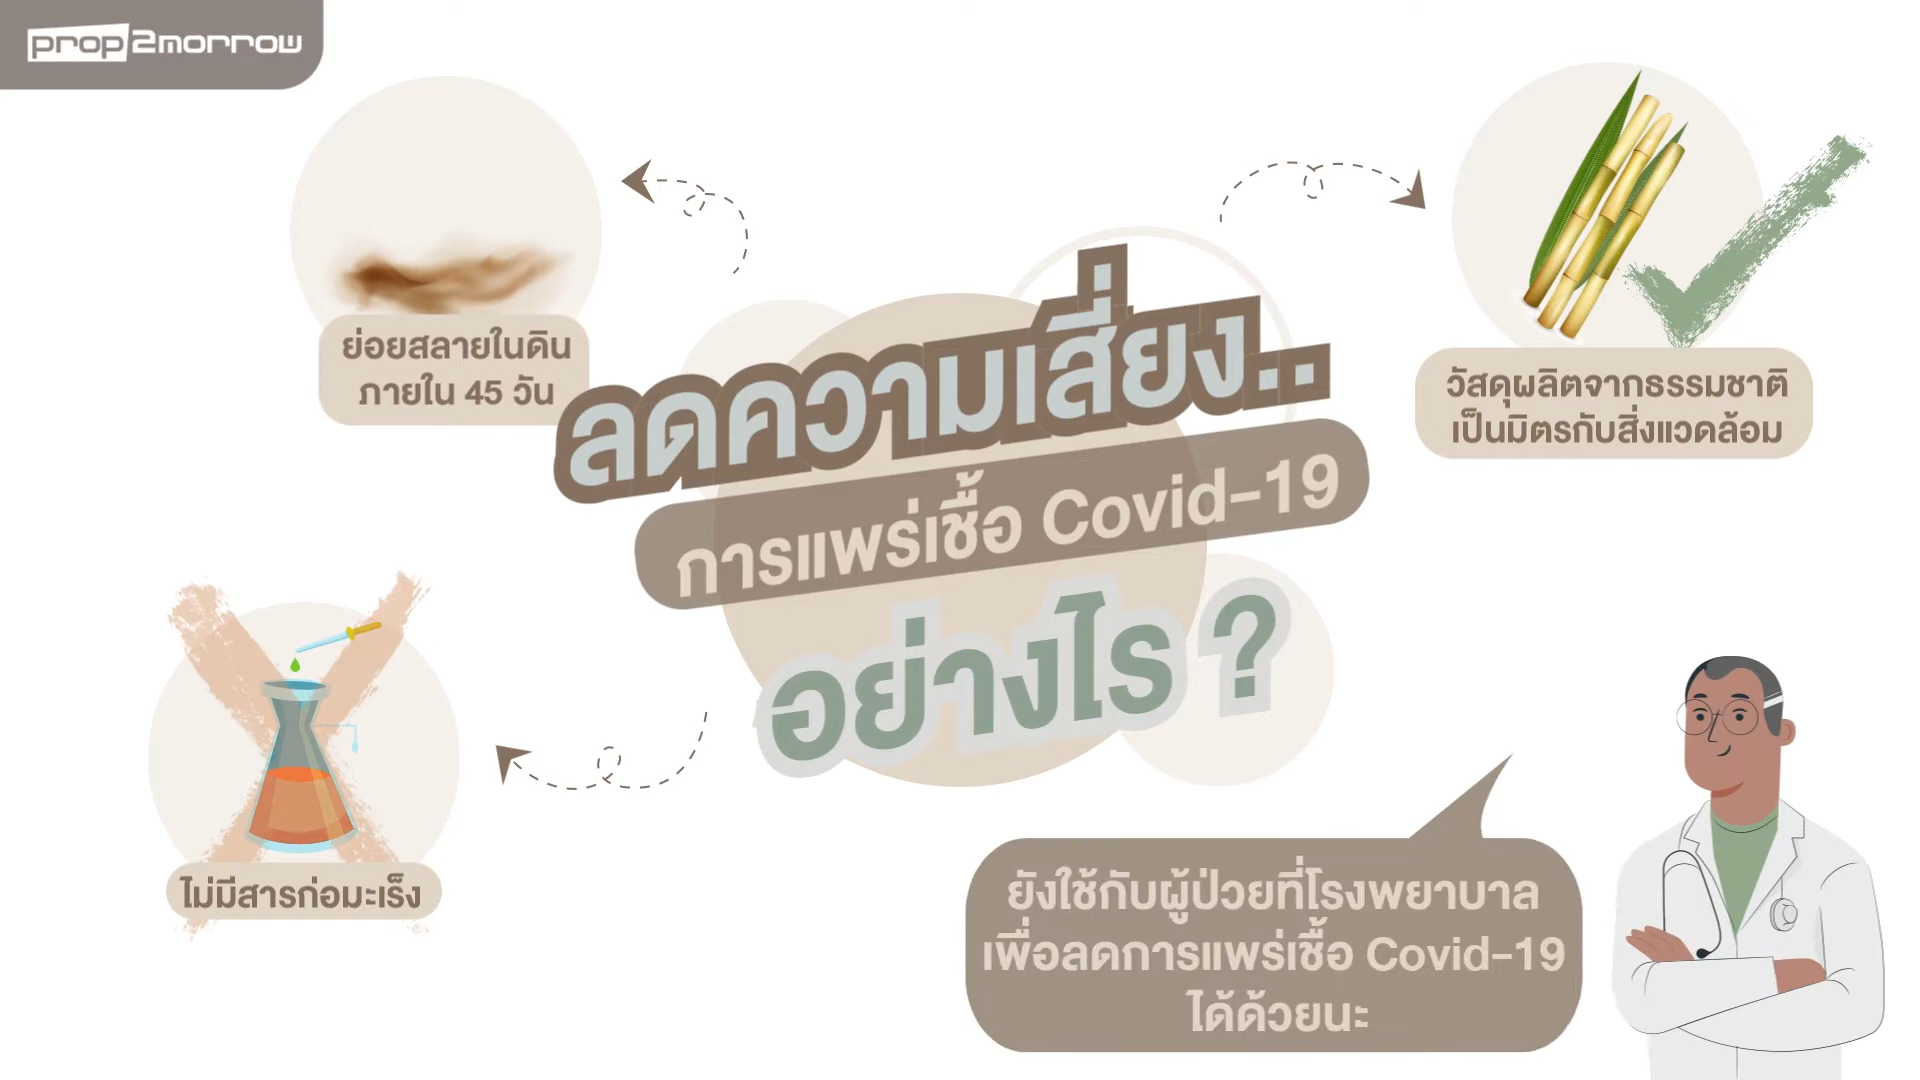 prop2morrow
ย่อยสลายในดิน
ภายใน 45 วัน
วัสดุผลิตจากธรรมชาติ
เป็นมิตรกับสิ่งแวดล้อม
ลดความเสี่ยง..
การแพร่เชื้อ Covid-19
อย่างไร ?
ไม่มีสารก่อมะเร็ง
ยังใช้กับผู้ป่วยที่โรงพยาบาล
เพื่อลดการแพร่เชื้อ Covid-19
ได้ด้วยนะ